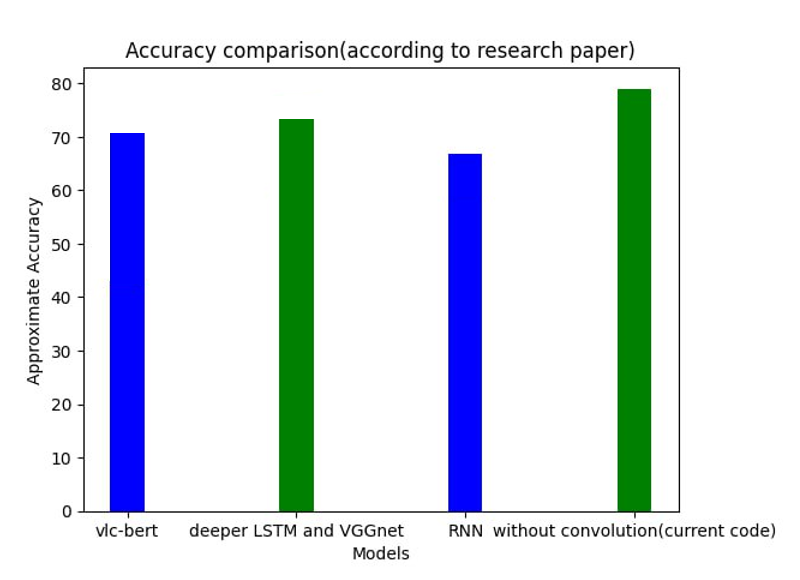 Accuracy comparison(according to research paper)
80
70
60
50
40
30
20
10
0
Approximate Accuracy
vlc-bert deeper LSTM and VGGnet RNN without convolution(current code)
Models